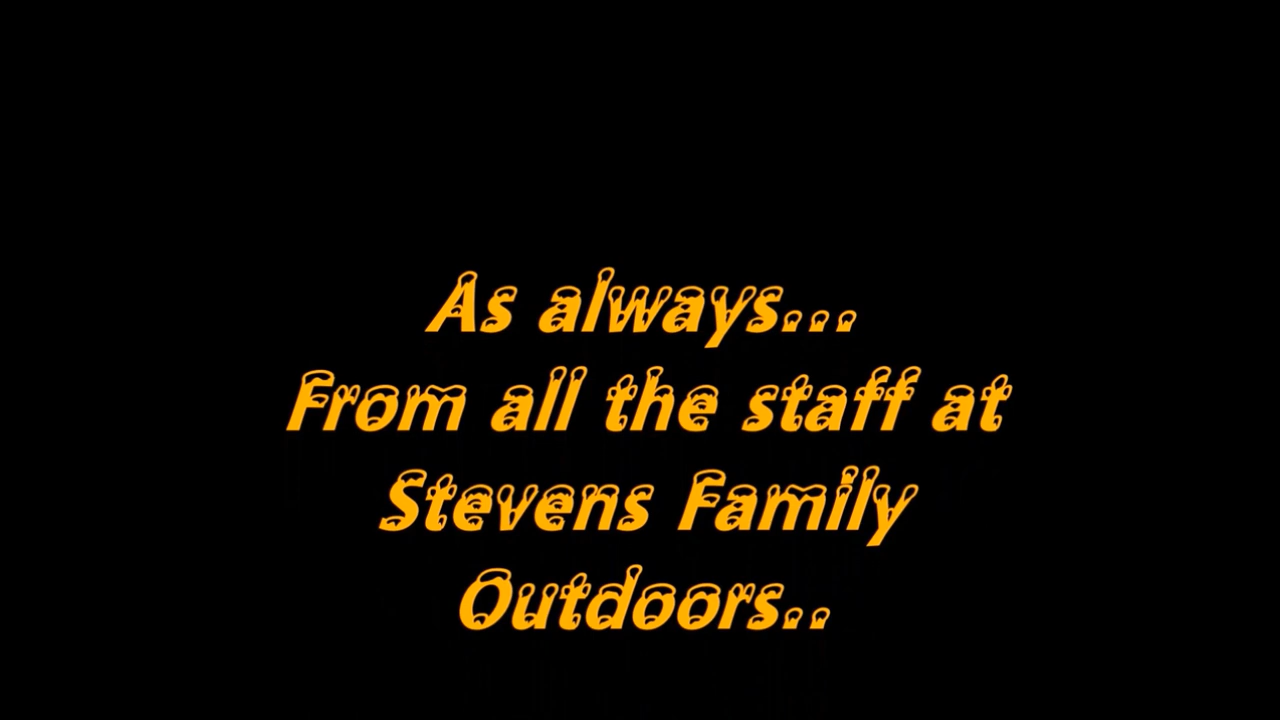 As always...
From all the staff at
Stevens Family
Outdoors..